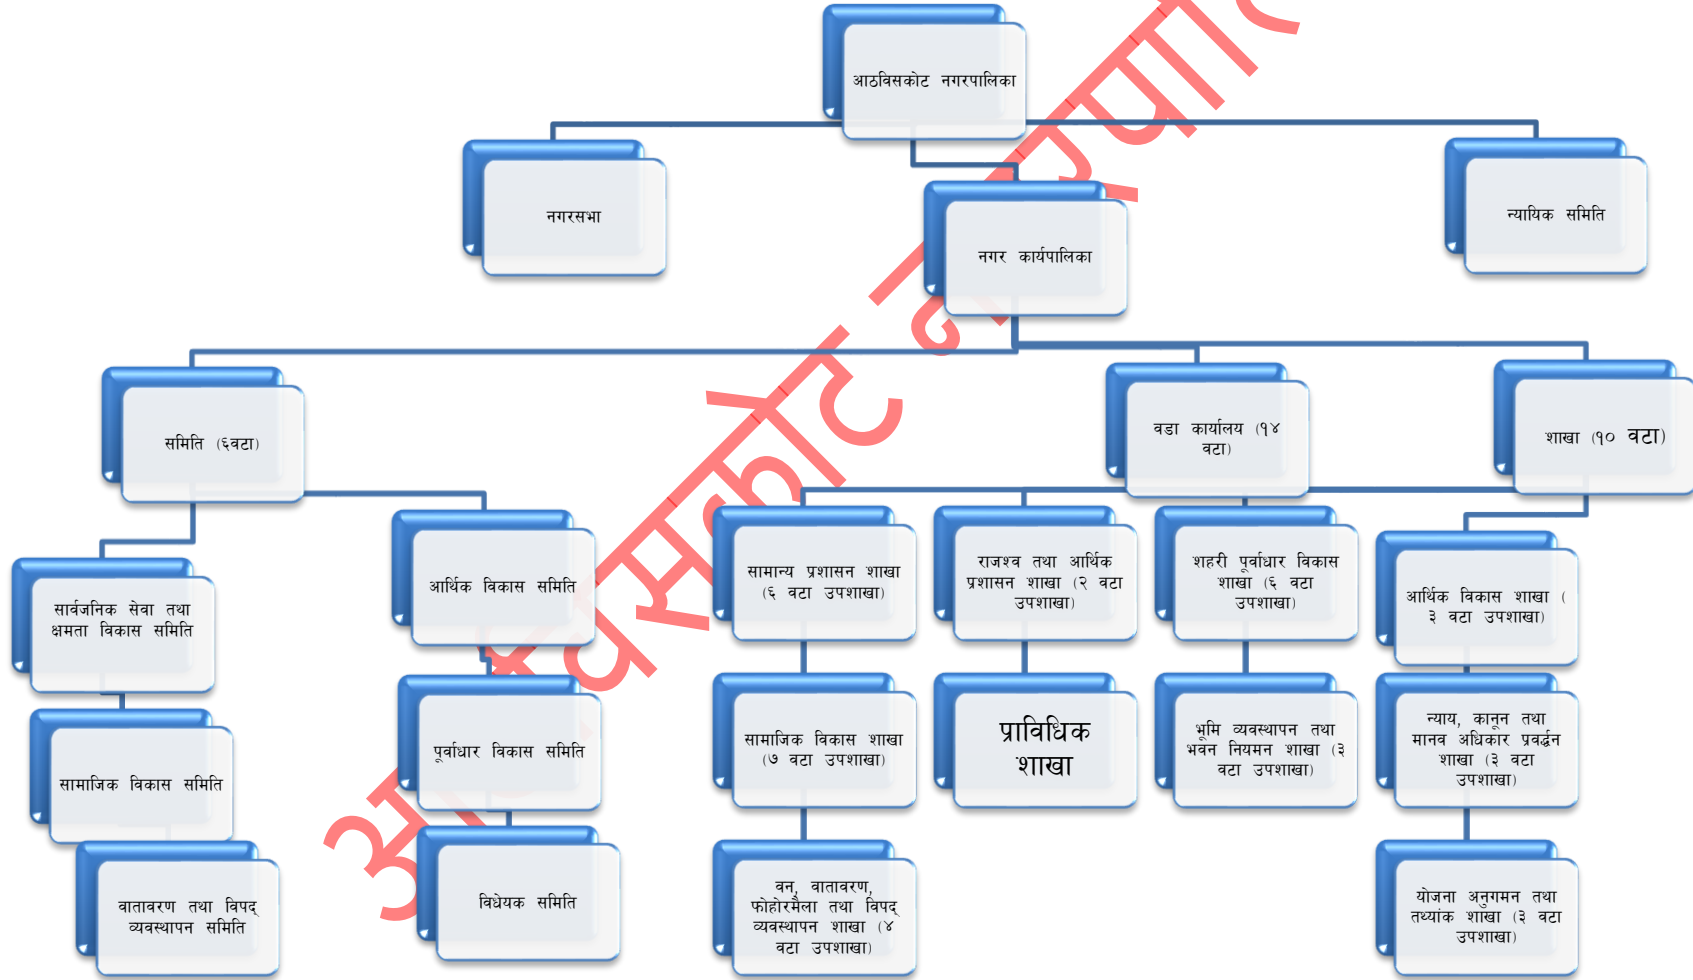 आठविसकोट नगरपालिका
नगरसभा
नगर कार्यपालिका
न्यायिक समिति
समिति (६वटा)
वडा कार्यालय (१४
वटा)
शाखा (१० वटा)
सार्वजनिक सेवा तथा
क्षमता विकास समिति
आर्थिक विकास समिति
सामान्य प्रशासन शाखा
(६ वटा उपशाखा)
राजश्व तथा आर्थिक
प्रशासन शाखा (२ वटा
उपशाखा)
शहरी पूर्वाधार विकास
शाखा (६ वटा
उपशाखा)
आर्थिक विकास शाखा (
३ वटा उपशाखा)
सामाजिक विकास समिति
पूर्वाधार विकास समिति
सामाजिक विकास शाखा
(७ वटा उपशाखा)
प्राविधिक
शाखा
भूमि व्यवस्थापन तथा
भवन नियमन शाखा (३
वटा उपशाखा)
न्याय, कानून तथा
मानव अधिकार प्रवर्द्धन
शाखा (३ वटा
उपशाखा)
वातावरण तथा विपद्
व्यवस्थापन समिति
विधेयक समिति
वन, वातावरण,
फोहोरमैला तथा विपद्
व्यवस्थापन शाखा (४
वटा उपशाखा)
योजना अनुगमन तथा
तथ्यांक शाखा (३ वटा
उपशाखा)